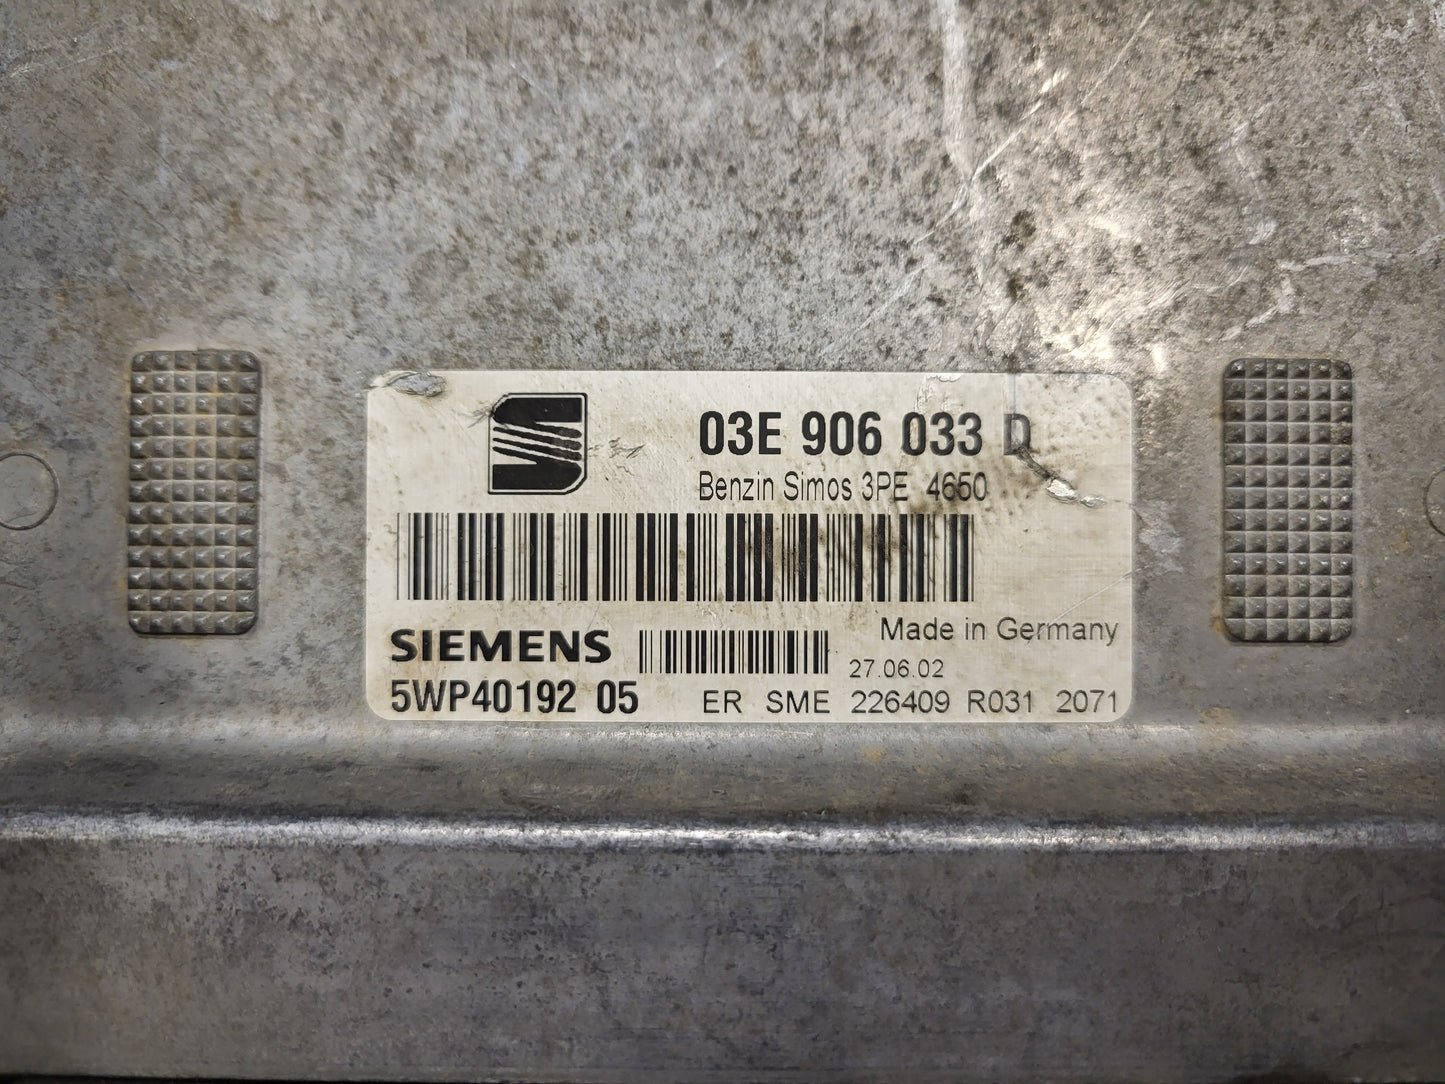 03E 906 033 D
Benzin Simos 3PE 4650
Made in Germany
SIEMENS
27.06.02
5WP40192 05 ER SME 226409 R031 2071